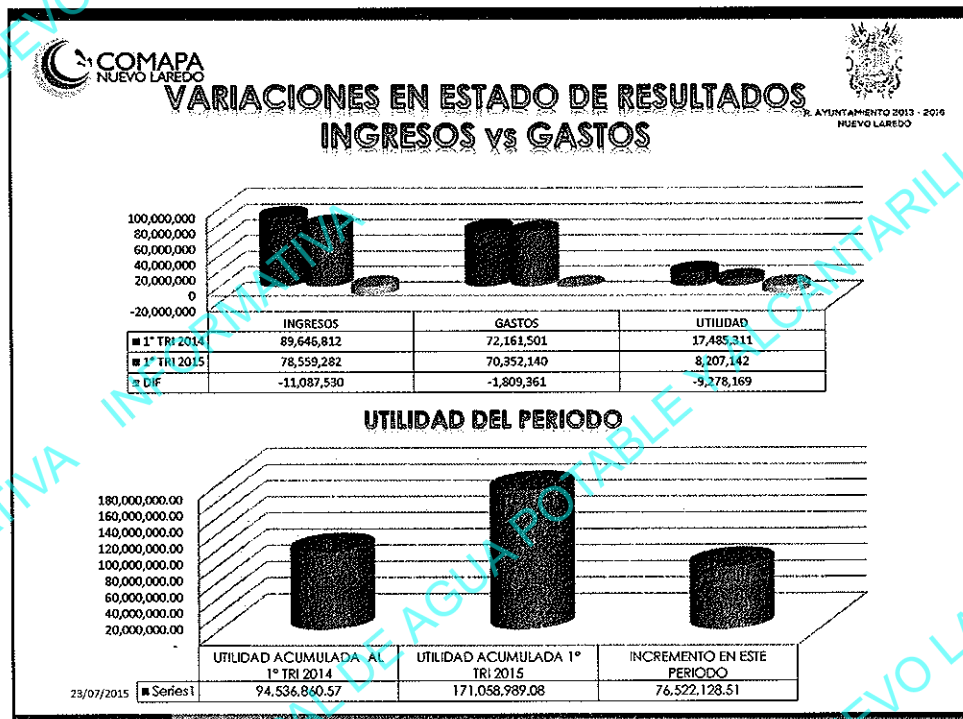 COMAPA
NUEVO LAREDO
R. AYUNTAMIENTO 2013 - 2016
NUEVO LAREDO
VARIACIONES EN ESTADO DE RESULTADOS
INGRESOS vs GASTOS
100,000,000
80,000,000
60,000,000
40,000,000
20,000,000
0
-20,000,000
INGRESOS GASTOS UTILIDAD
1° TRI 2014 89,646,812 72,161,501 17,485,311
1° TRI 2015 78,559,282 70,352,140 8,207,142
DIF -11,087,530 -1,809,361 -9,278,169
UTILIDAD DEL PERIODO
180,000,000.00
160,000,000.00
140,000,000.00
120,000,000.00
100,000,000.00
80,000,000.00
60,000,000.00
40,000,000.00
20,000,000.00
-
UTILIDAD ACUMULADA AL 1° TRI 2014
UTILIDAD ACUMULADA 1° TRI 2015
INCREMENTO EN ESTE PERIODO
Series1 94,536,860.57 171,058,989.08 76,522,128.51
23/07/2015
INFORMATIVA
DE AGUA POTABLE Y ALCANTARILI
NUEVO LA